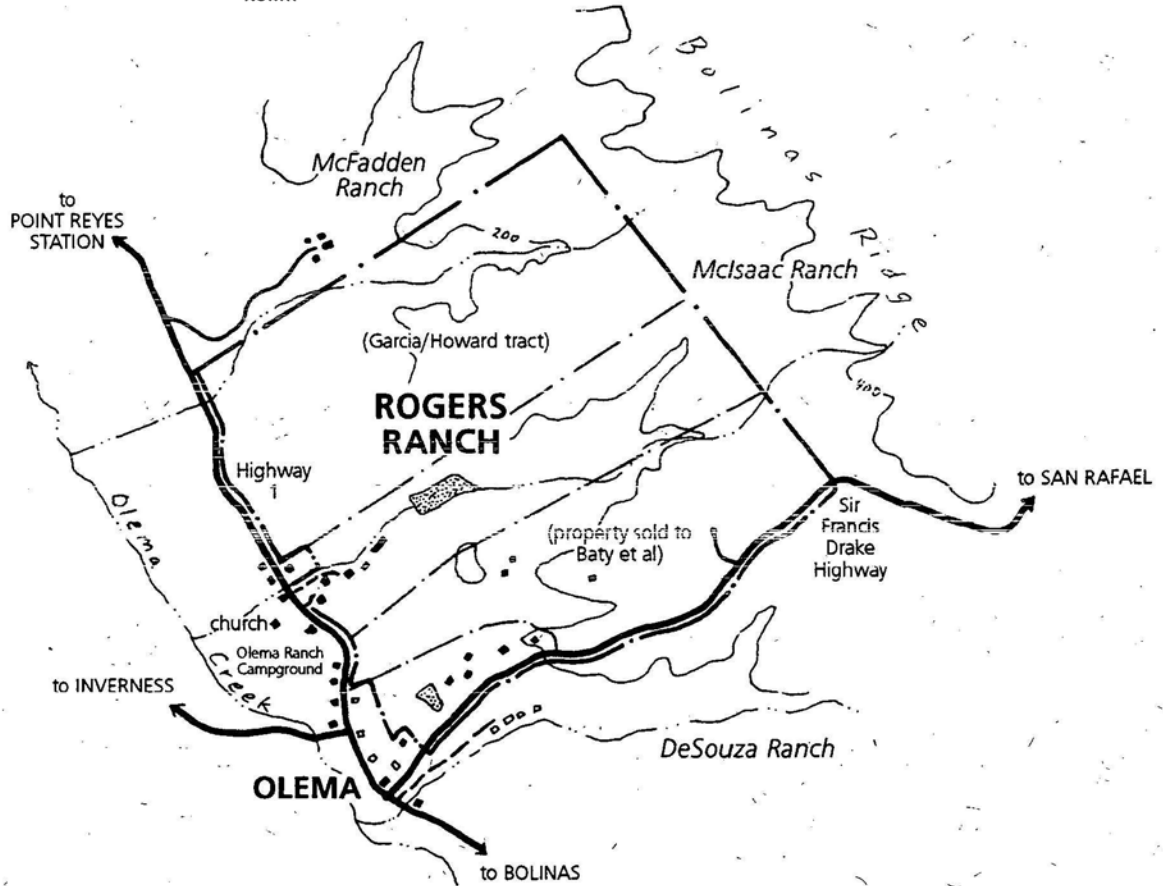 Bolinas Ridge
McFadden
Ranch
to
POINT REYES
STATION
200
McIsaac Ranch
(Garcia/Howard tract)
ROGERS
RANCH
400
Highway
1
to SAN RAFAEL
Sir
Francis
Drake
Highway
(property sold to
Baty et al)
Olema Creek
church
Olema Ranch
Campground
to INVERNESS
DeSouza Ranch
OLEMA
to BOLINAS